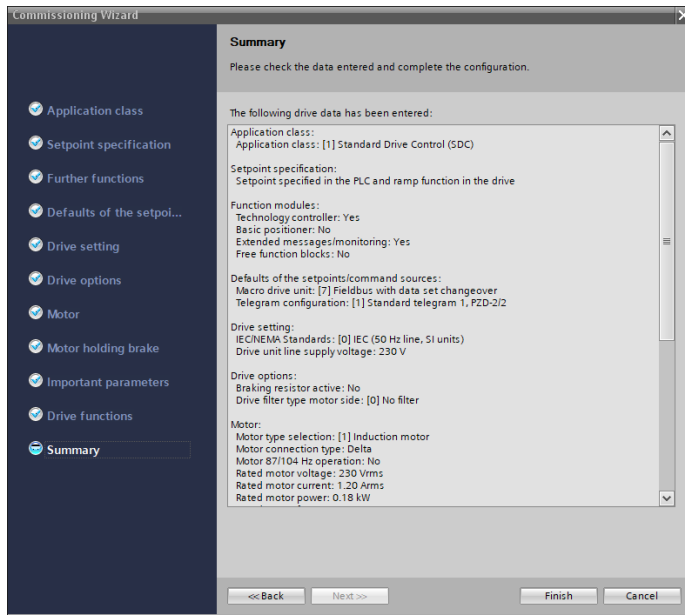 Commissioning Wizard
Summary
Please check the data entered and complete the configuration.
Application class
Setpoint specification
Further functions
Defaults of the setpoi...
Drive setting
Drive options
Motor
Motor holding brake
Important parameters
Drive functions
Summary
The following drive data has been entered:
Application class:
Application class: [1] Standard Drive Control (SDC)
Setpoint specification:
Setpoint specified in the PLC and ramp function in the drive
Function modules:
Technology controller: Yes
Basic positioner: No
Extended messages/monitoring: Yes
Free function blocks: No
Defaults of the setpoints/command sources:
Macro drive unit: [7] Fieldbus with data set changeover
Telegram configuration: [1] Standard telegram 1, PZD-2/2
Drive setting:
IEC/NEMA Standards: [0] IEC (50 Hz line, SI units)
Drive unit line supply voltage: 230 V
Drive options:
Braking resistor active: No
Drive filter type motor side: [0] No filter
Motor:
Motor type selection: [1] Induction motor
Motor connection type: Delta
Motor 87/104 Hz operation: No
Rated motor voltage: 230 Vrms
Rated motor current: 1.20 Arms
Rated motor power: 0.18 kW
<< Back
Next >>
Finish
Cancel